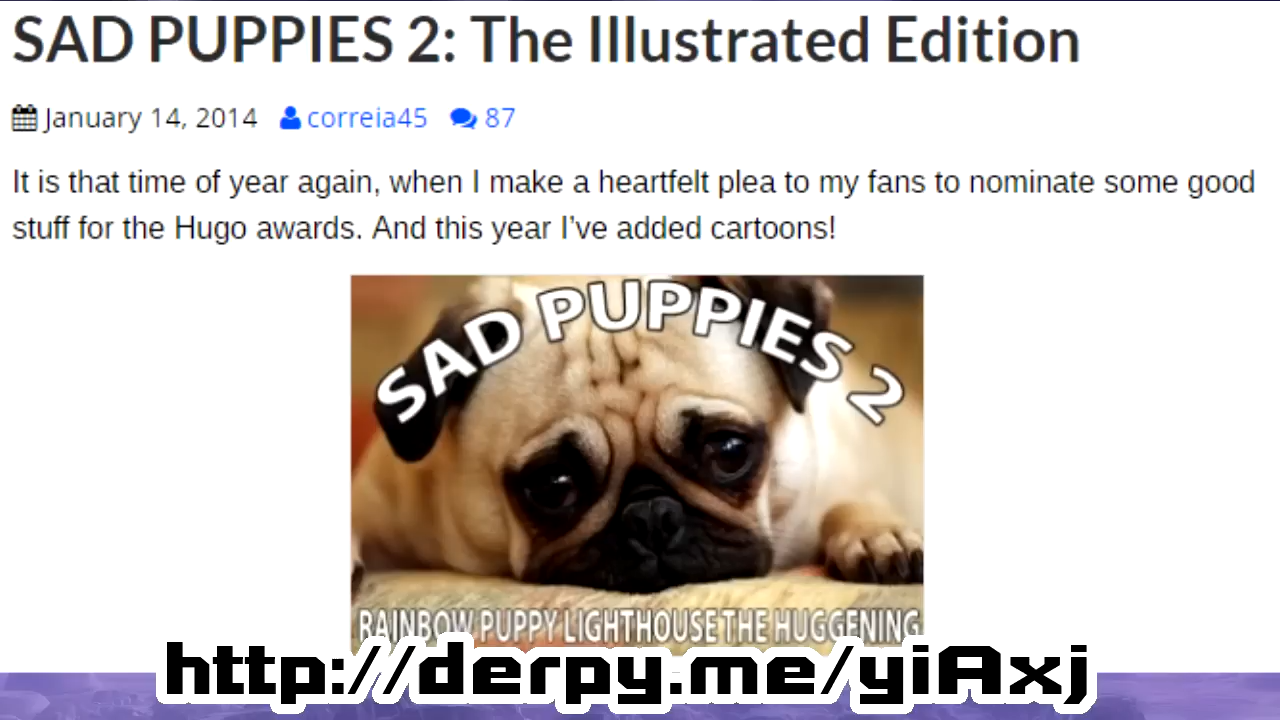 SAD PUPPIES 2: The Illustrated Edition
January 14, 2014 correia45 87
It is that time of year again, when I make a heartfelt plea to my fans to nominate some good
stuff for the Hugo awards. And this year I’ve added cartoons!
SAD PUPPIES 2
RAINBOW PUPPY LIGHTHOUSE THE HUGGENING
http://derpy.me/yiAxj